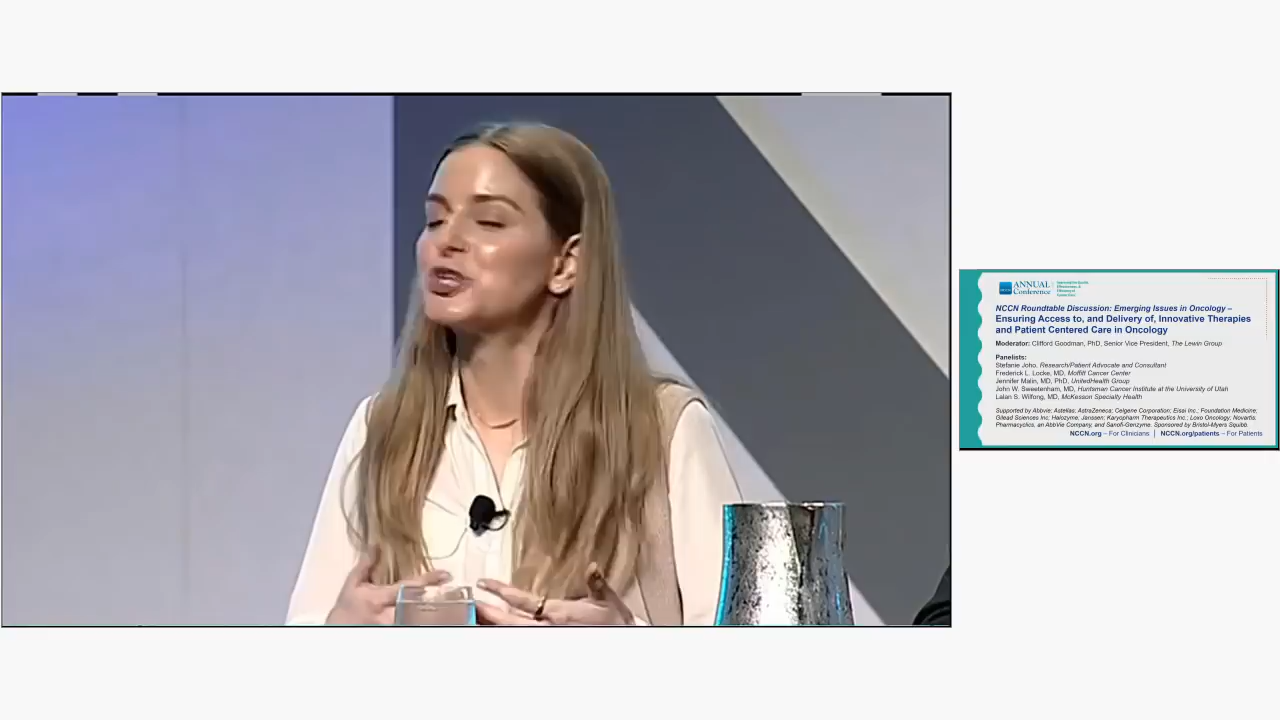 ANNUAL
Conference
NCCN Roundtable Discussion: Emerging Issues in Oncology –
Ensuring Access to, and Delivery of, Innovative Therapies
and Patient Centered Care in Oncology
Moderator: Clifford Goodman, PhD, Senior Vice President, The Lewin Group
Panelists:
Stefanie Joho, Research/Patient Advocate and Consultant
Frederick L. Locke, MD, Moffitt Cancer Center
Jennifer Malin, MD, PhD, UnitedHealth Group
John W. Sweetenham, MD, Huntsman Cancer Institute at the University of Utah
Lalan S. Wilfong, MD, McKesson Specialty Health
Supported by Abbvie; Astellas; AstraZeneca; Celgene Corporation; Eisai Inc.; Foundation Medicine;
Gilead Sciences Inc; Halozyme; Janssen; Karyopharm Therapeutics Inc.; Loxo Oncology; Novartis;
Pharmacyclics, an AbbVie Company, and Sanofi-Genzyme. Sponsored by Bristol-Myers Squibb.
NCCN.org – For Clinicians | NCCN.org/patients – For Patients